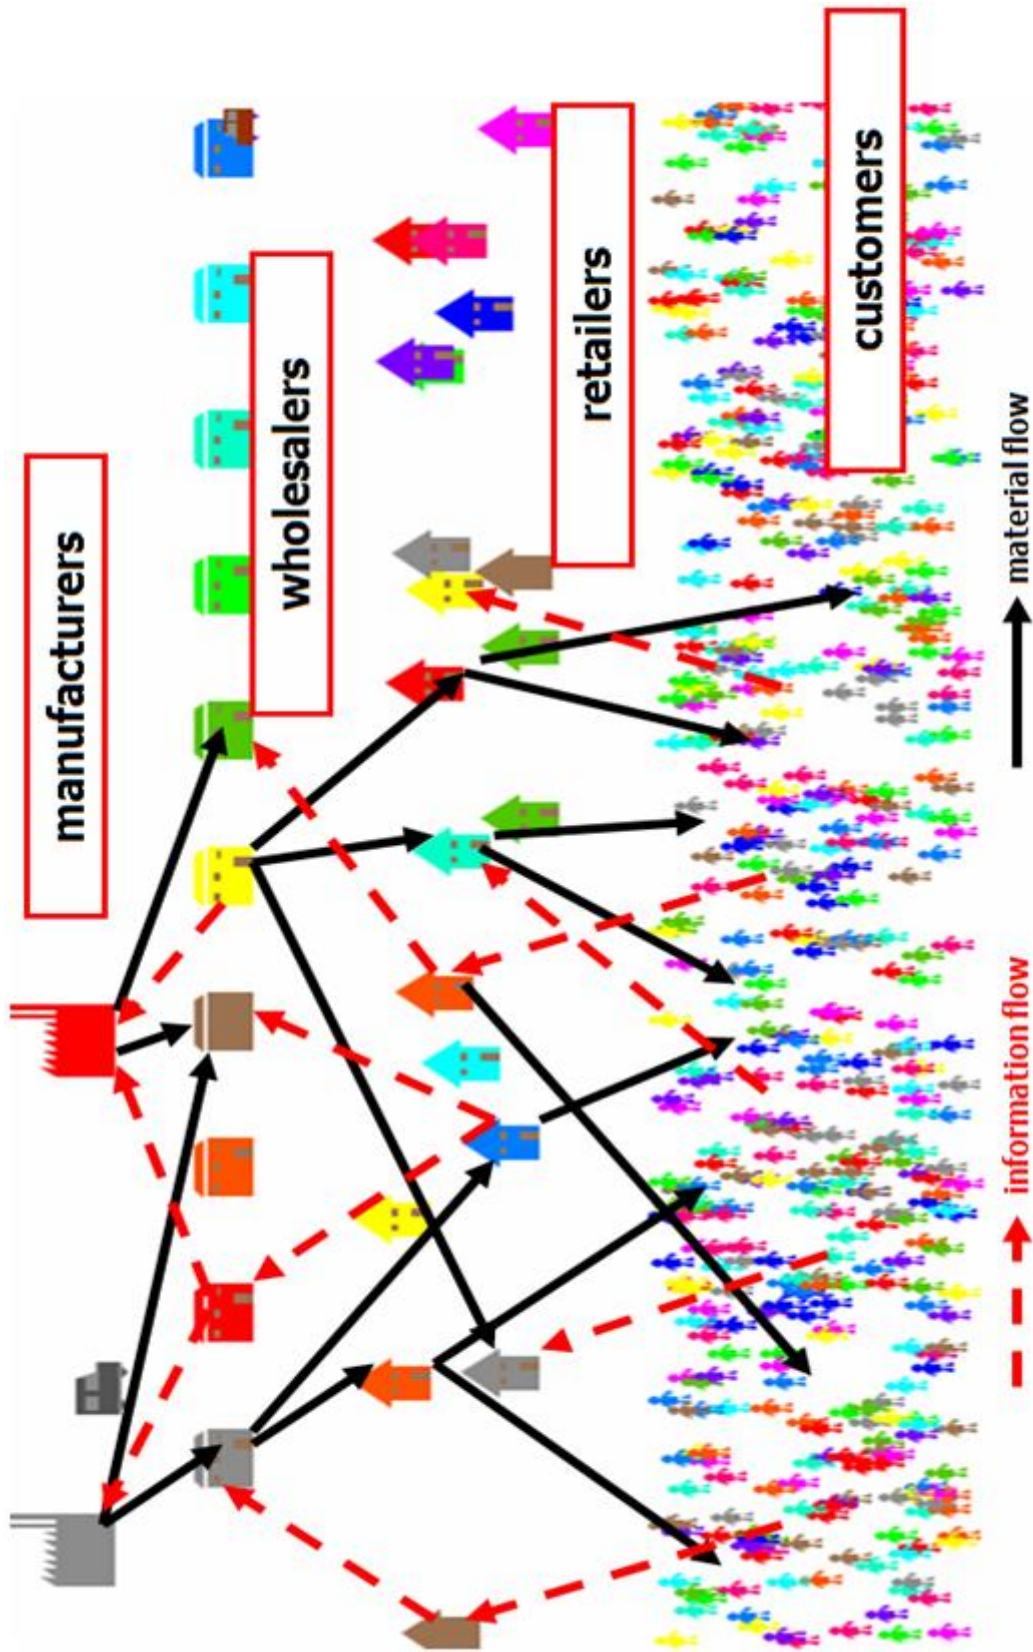 manufacturers
wholesalers
retailers
customers
information flow
material flow